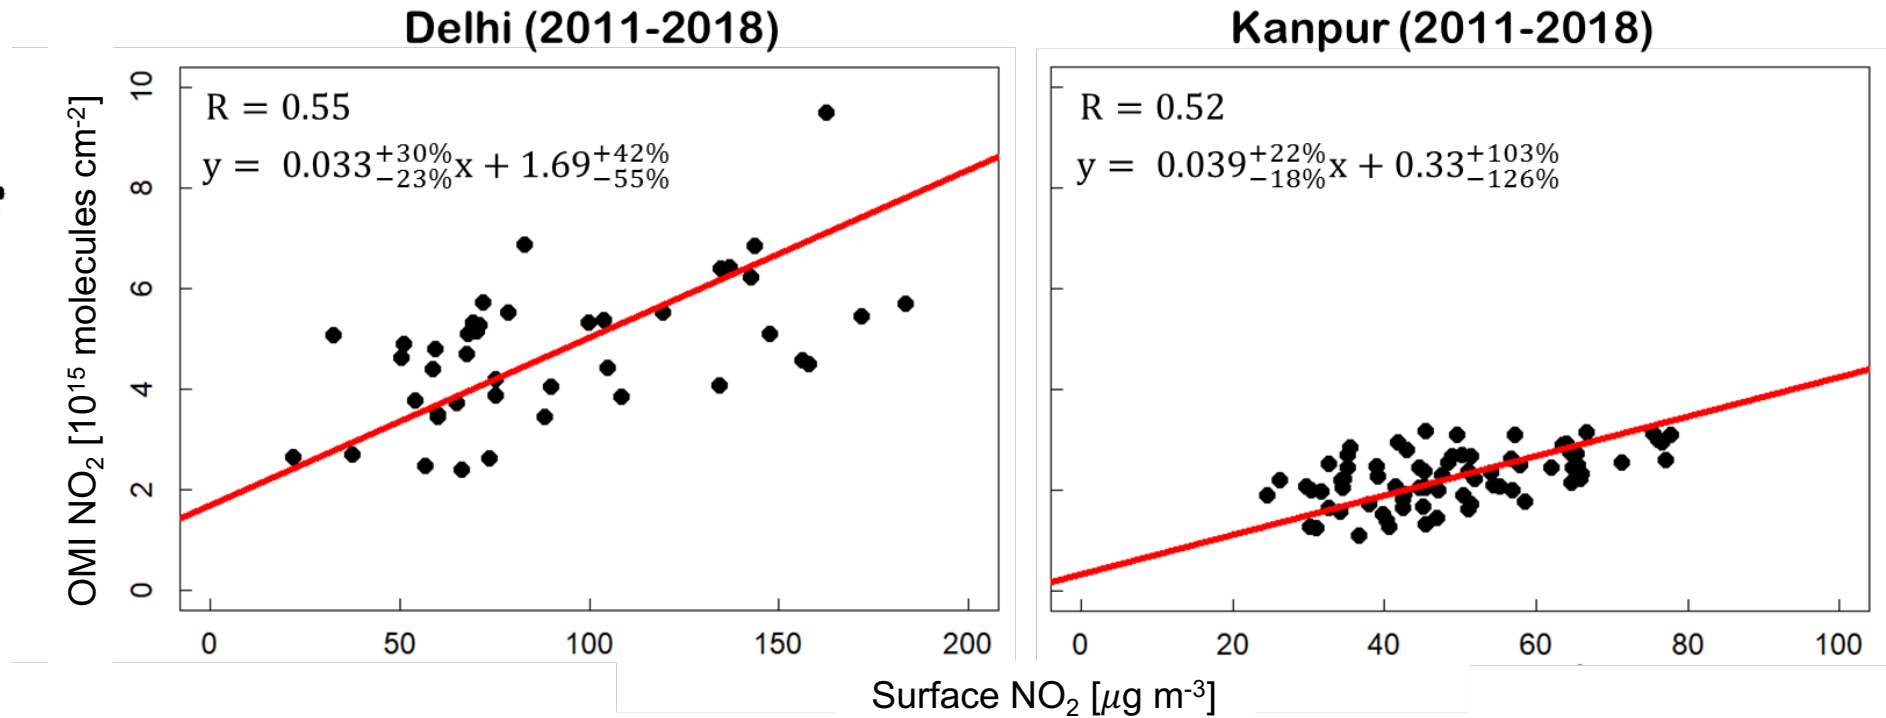 Delhi (2011-2018)
Kanpur (2011-2018)
OMI NO₂ [10¹⁵ molecules cm⁻²]
10
8
6
4
2
0
R = 0.55
y = 0.033+30%−23%x + 1.69+42%−55%
0 50 100 150 200
R = 0.52
y = 0.039+22%−18%x + 0.33+103%−126%
0 20 40 60 80 100
Surface NO₂ [μg m⁻³]